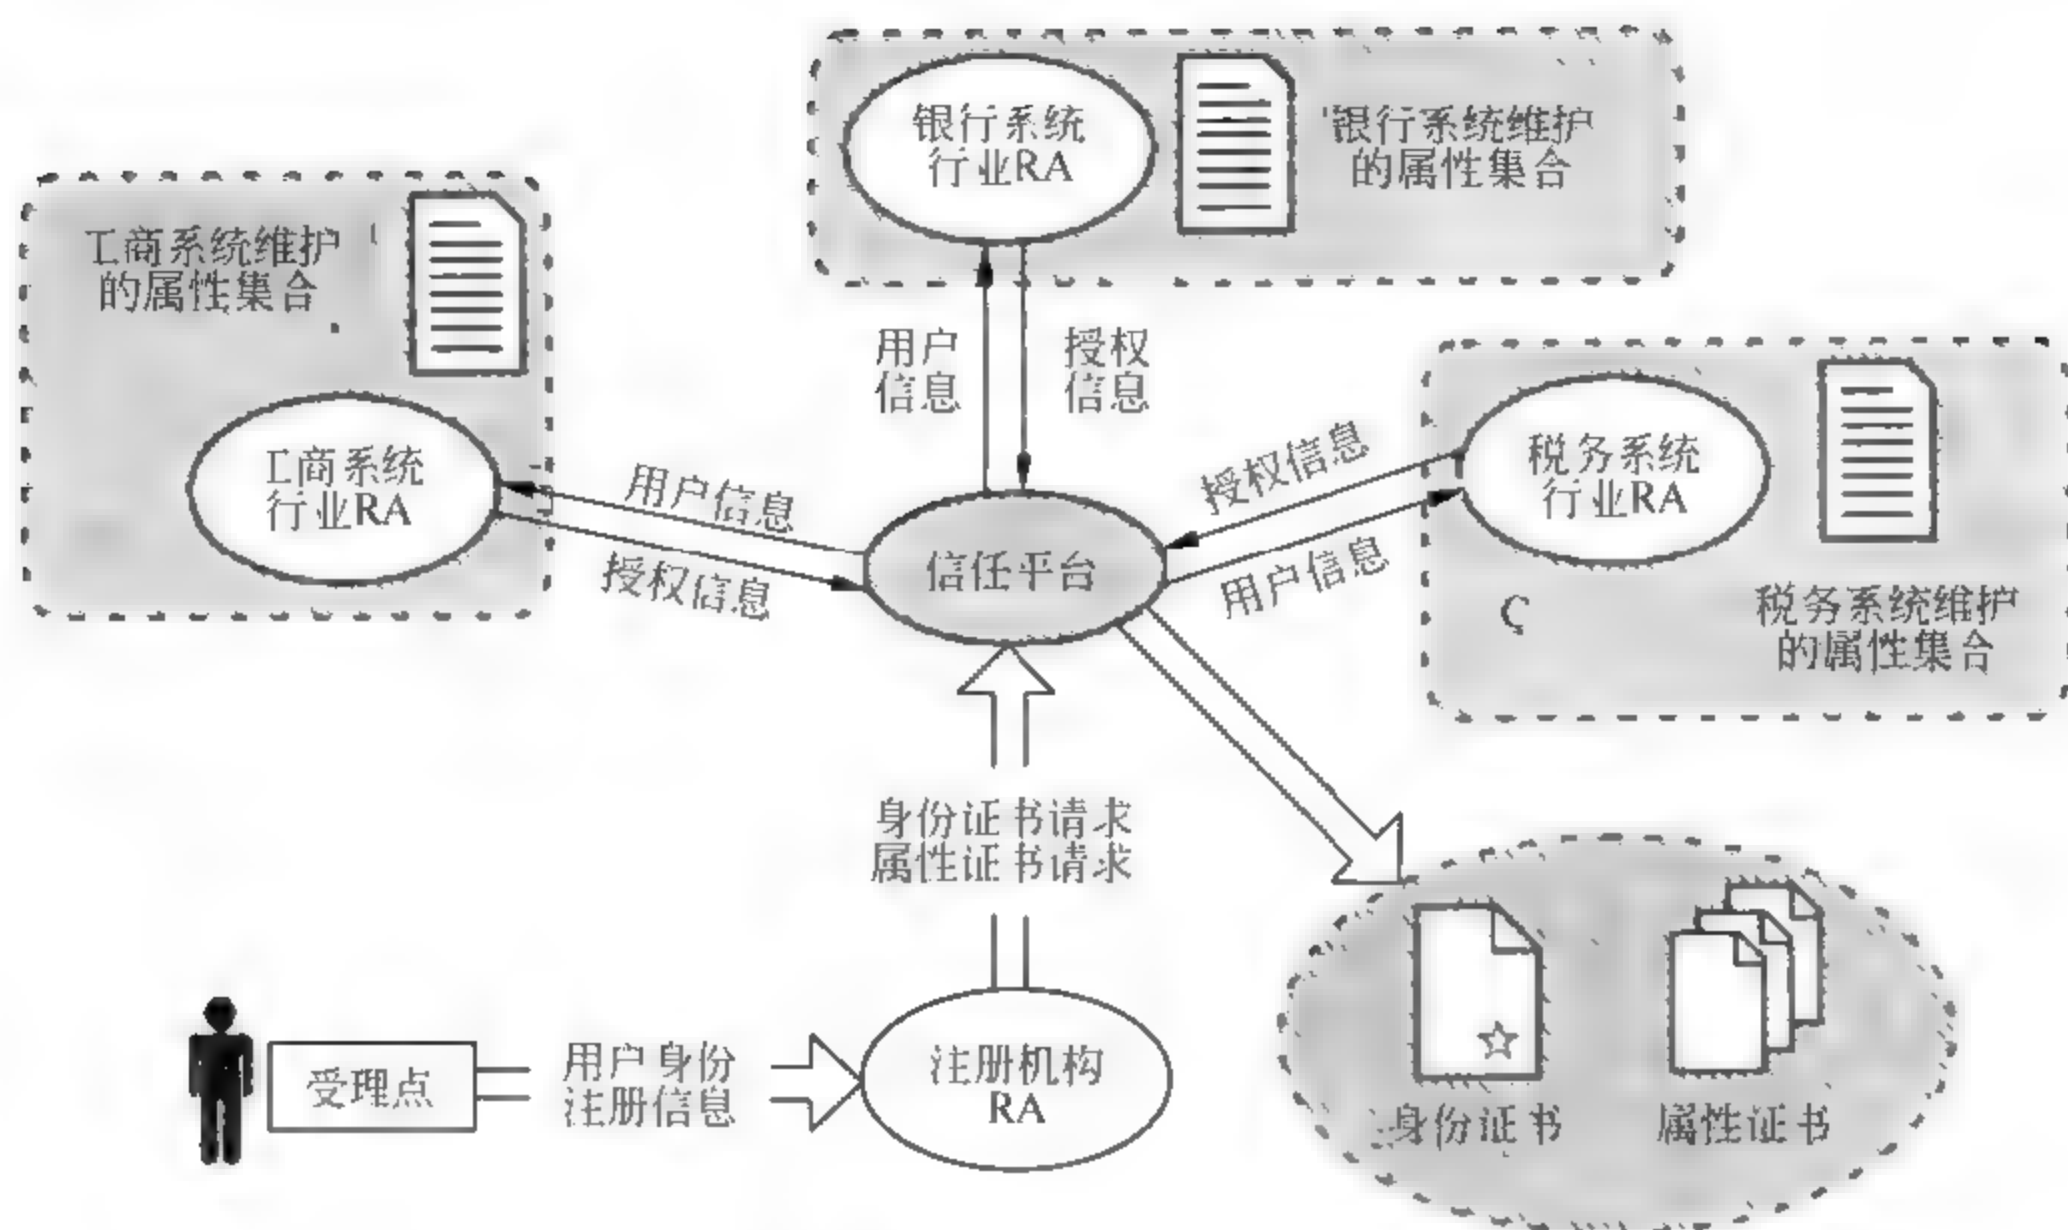 银行系统
行业RA
银行系统维护
的属性集合
工商系统维护
的属性集合
工商系统
行业RA
用户
信息
授权
信息
税务系统
行业RA
税务系统维护
的属性集合
用户信息
授权信息
授权信息
用户信息
信任平台
身份证书请求
属性证书请求
受理点
用户身份
注册信息
注册机构
RA
身份证书
属性证书